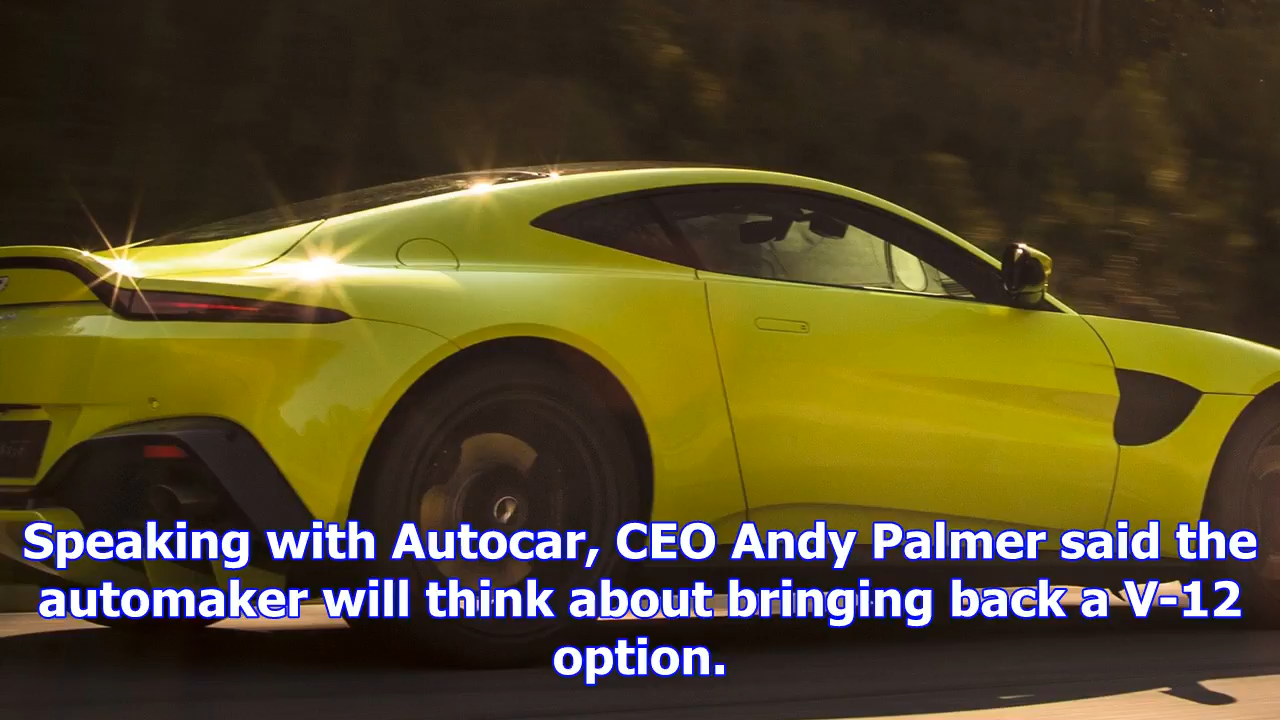 Speaking with Autocar, CEO Andy Palmer said the
automaker will think about bringing back a V-12
option.